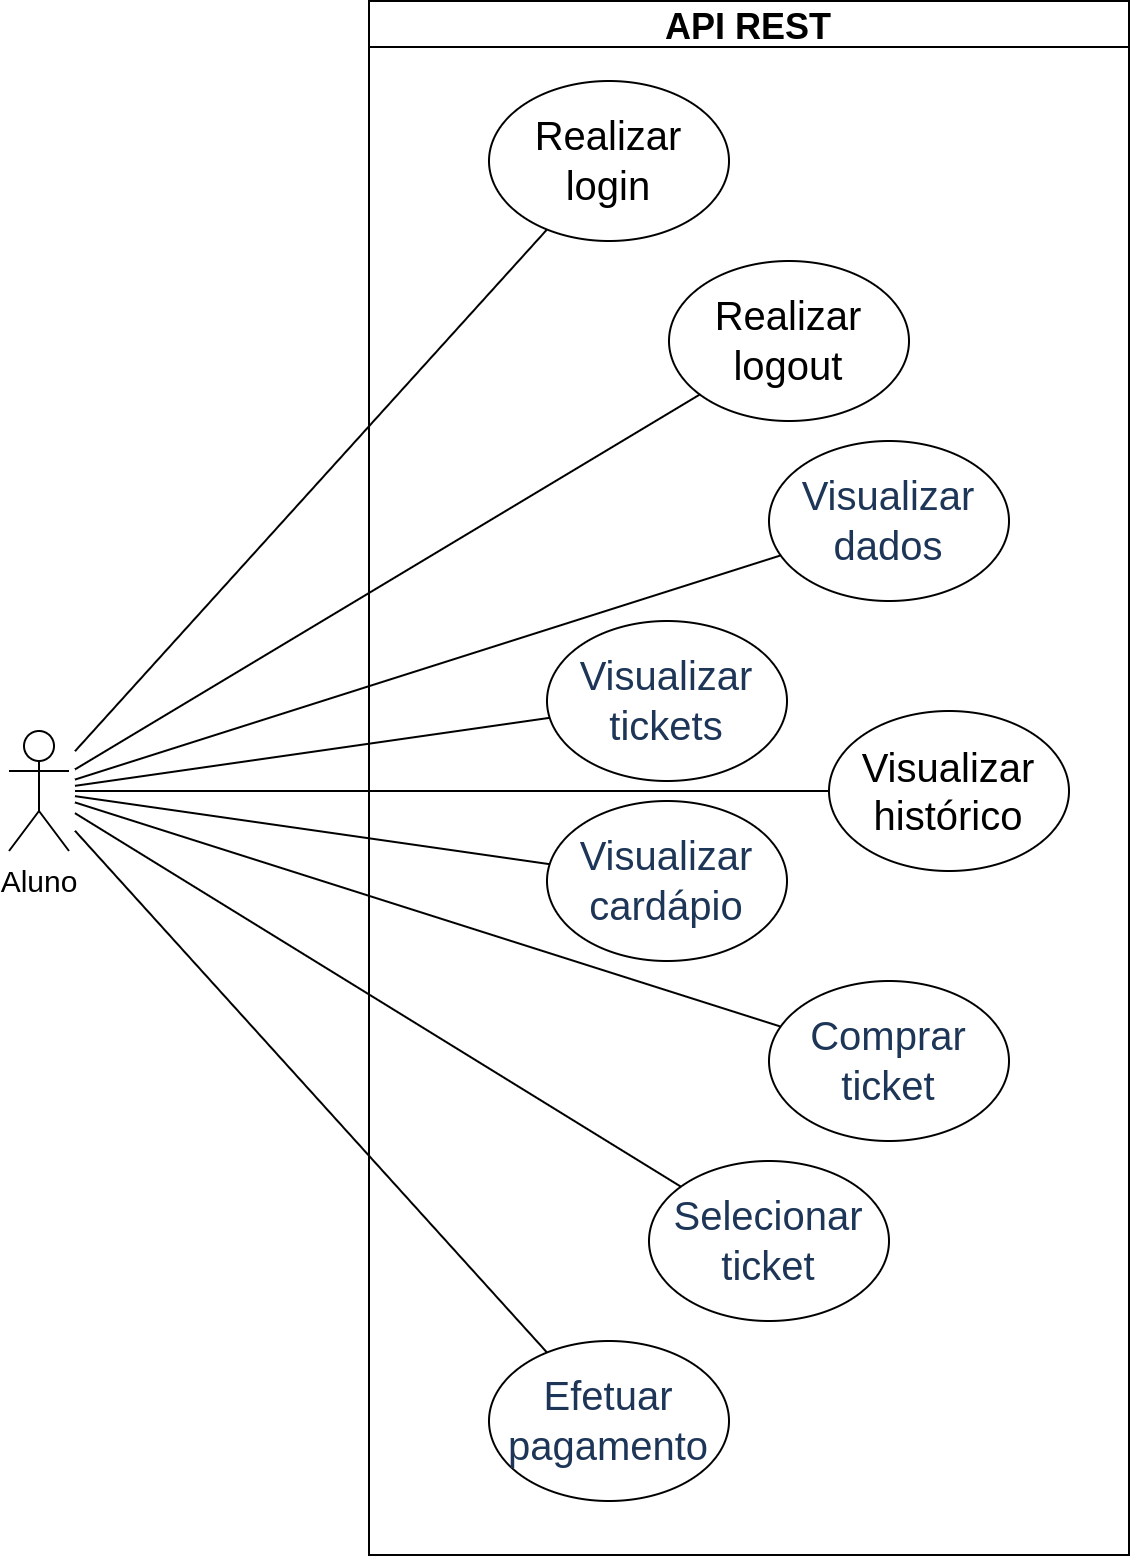 API REST
Realizar
login
Realizar
logout
Visualizar
dados
Visualizar
tickets
Visualizar
histórico
Aluno
Visualizar
cardápio
Comprar
ticket
Selecionar
ticket
Efetuar
pagamento